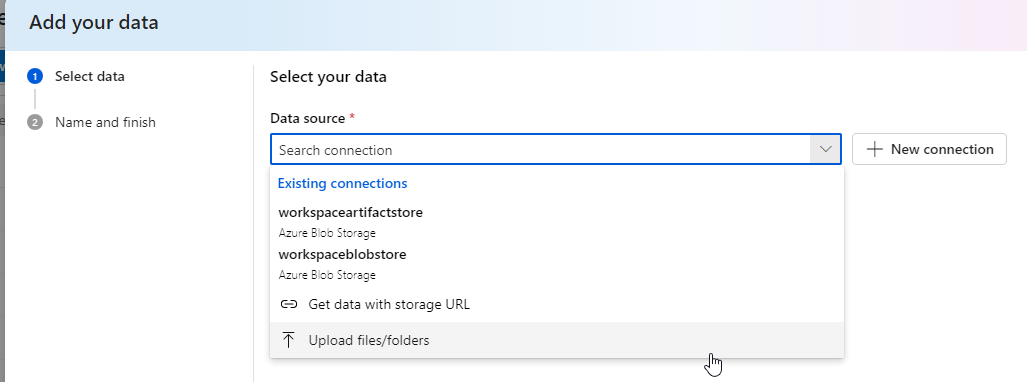 Add your data
1 Select data
2 Name and finish
Select your data
Data source *
Search connection
New connection
Existing connections
workspaceartifactstore
Azure Blob Storage
workspaceblobstore
Azure Blob Storage
Get data with storage URL
Upload files/folders